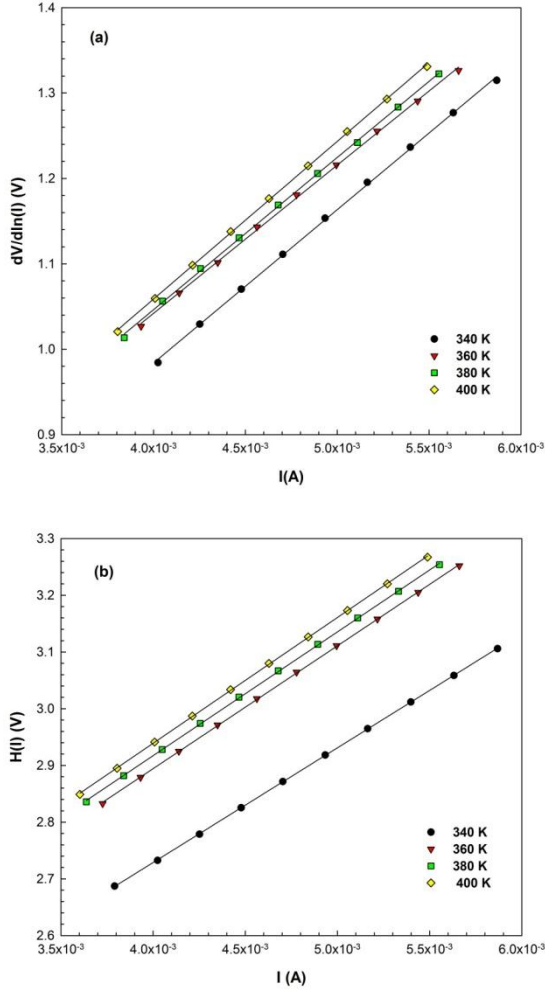 (a)
dV/dln(I) (V)
1.4
1.3
1.2
1.1
1.0
0.9
340 K
360 K
380 K
400 K
3.5x10⁻³ 4.0x10⁻³ 4.5x10⁻³ 5.0x10⁻³ 5.5x10⁻³ 6.0x10⁻³
I(A)
(b)
H(I) (V)
3.3
3.2
3.1
3.0
2.9
2.8
2.7
2.6
340 K
360 K
380 K
400 K
3.5x10⁻³ 4.0x10⁻³ 4.5x10⁻³ 5.0x10⁻³ 5.5x10⁻³ 6.0x10⁻³
I (A)